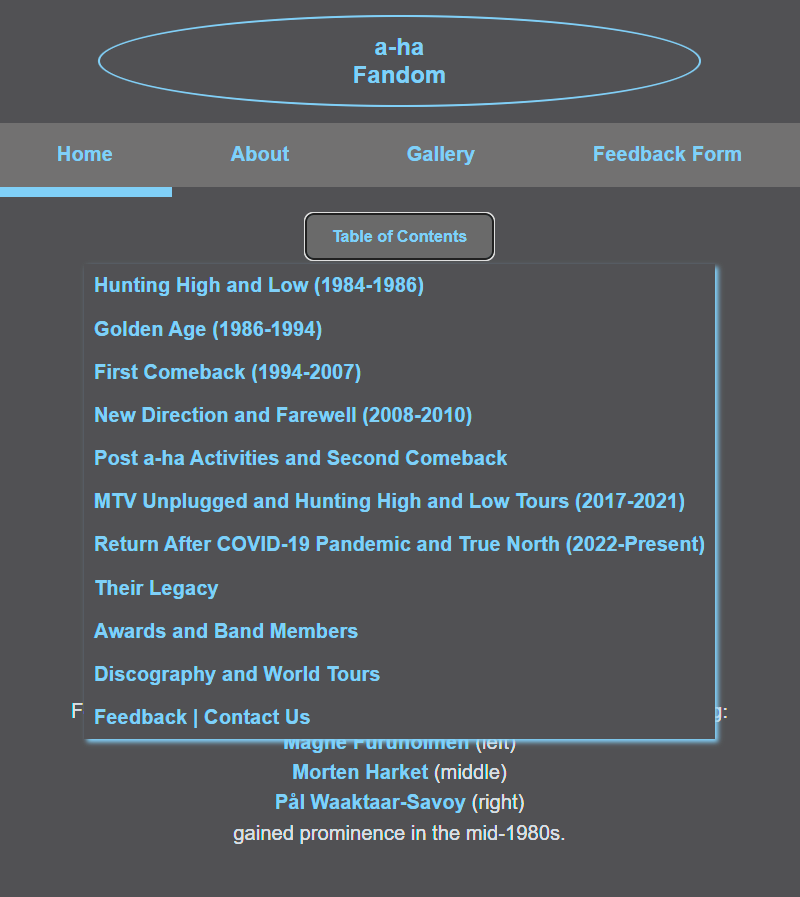 a-ha
Fandom
Home About Gallery Feedback Form
Table of Contents
Hunting High and Low (1984-1986)
Golden Age (1986-1994)
First Comeback (1994-2007)
New Direction and Farewell (2008-2010)
Post a-ha Activities and Second Comeback
MTV Unplugged and Hunting High and Low Tours (2017-2021)
Return After COVID-19 Pandemic and True North (2022-Present)
Their Legacy
Awards and Band Members
Discography and World Tours
Feedback | Contact Us
Magne Furuholmen (left)
Morten Harket (middle)
Pål Waaktaar-Savoy (right)
gained prominence in the mid-1980s.